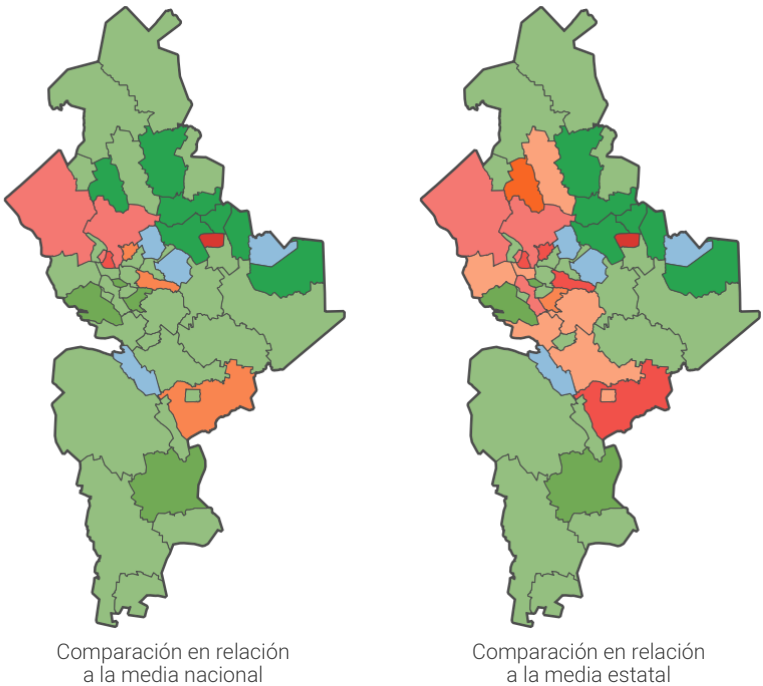 Comparación en relación
a la media nacional
Comparación en relación
a la media estatal